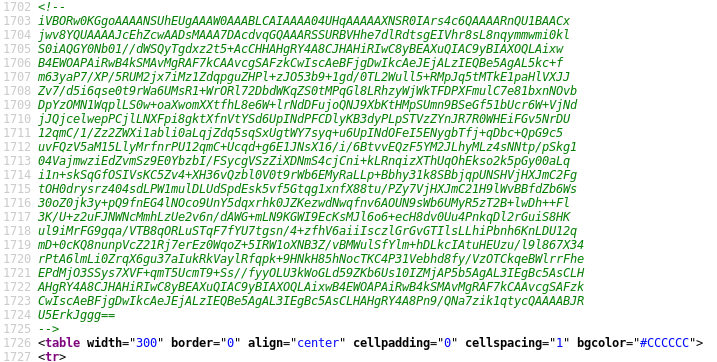 1702 <!--
1703 iVBORw0KGgoAAAANSUhEUgAAAW0AAABLCAIAAAA04UHqAAAAAXNSR0IArs4c6QAAAARnQU1BAACx
1704 jwv8YQUAAAAJcEhZcwAADsMAAA7DAcdvqGQAAARSSURBVHhe7dlRdtsgEIVhr8sL8nqymmwmi0kl
1705 S0iAQGY0Nb01//dWSQyTgdxz2t5+AcCHHAHgRY4A8CJHAHiRIwC8yBEAXuQIAC9yBIAXOQLAixw
1706 B4EWOAPAiRwB4kSMAvMgRAF7kCAAvcgSAFzkCwIscAeBFjgDwIkcAeJEjALzIEQBe5AgAL5kc+f
1707 m63yaP7/XP/5RUM2jx7iMz1ZdqpguZHPl+zJO53b9+1gd/0TL2Wull5+RMpJq5tMTkE1paHlVXJJ
1708 Zv7/d5i6qse0t9rWa6UMsR1+WrORl72DbdWKqZS0tMPqGl8LRhzyWjWkTFDPXFmulC7e81bxnNOvb
1709 DpYzOMN1WqplLS0w+oaXwomXXtfhL8e6W+lrNdDFujoQNJ9XbKtHMpSUmn9BSeGf51bUcr6W+VjNd
1710 jJQjcelwepPCjlLNXFpi8gktXfnVtYSd6UpINdPFCDlyKB3dyPLpSTVzZYnJR7R0WHEiFGv5NrDU
1711 12qmC/1/Zz2ZWXi1abli0aLqjZdq5sqSxUgtWY7syq+u6UpINdOFeI5ENygbTfj+qDbc+QpG9c5
1712 uvFQzV5aM15LlyMrfnrPU12qmC+Ucqd+g6E1JNsX16/i/6BtvvEQzF5YM2JLhyMLz4sNNtp/pSkg1
1713 04VajmwziEdZvmSz9E0YbzbI/FSycgVSzZiXDNmS4cjCni+kLRnqizXThUqOhEkso2k5pGy00aLq
1714 i1n+skSqGfOSIVsKC5Zv4+XH36vQzbl0V0t9rWb6EMyRaLLp+Bbhy31k8SBbjqpUNSHVjHXJmC2Fg
1715 tOH0drysrz404sdLPW1mulDLUdSpdEsk5vf5Gtqg1xnfX88tu/PZy7VjHXJmC21H9lWvBBfdZb6Ws
1716 30oZ0jk3y+pQ9fnEG4lNOco9UnY5dqxrhk0JZKezwdNwqfnv6AOUN9sWb6UMyR5zT2B+lwDh++Fl
1717 3K/U+z2uFJNWNcMmhLzUe2v6n/dAWG+mLN9KGWI9EcKsMJl6o6+ecH8dv0Uu4PnkqDl2rGuiS8HK
1718 ul9iMrFG9gqa/VTB8qORLuSTqF7fYU7tgsn/4+zfhV6aiiIsczlGrGvGTIlsLLhiPbnh6KnLDU12q
1719 mD+0cKQ8nunpVcZ21Rj7erEz0WqoZ+5IRW1oXNB3Z/vBMWulSfYlm+hDLkcIAtuHEUzu/l9l867X34
1720 rPtA6lmLi0ZrqX6gu37aIukRkVaylRfqpk+9HNkH85hNocTKC4P31Vebhd8fy/VzOTCkqeBWlrrFhe
1721 EPdMjO3SSys7XVF+qmT5UcmT9+Ss//fyyOLU3kWoGLd59ZKb6Us10IZMjAP5b5AgAL3IEgBc5AsCLH
1722 AHgRY4A8CJHAHiRIwC8yBEAXuQIAC9yBIAXOQLAixwB4EWOAPAiRwB4kSMAvMgRAF7kCAAvcgSAFzk
1723 CwIscAeBFjgDwIkcAeJEjALzIEQBe5AgAL3IEgBc5AsCLHAHgRY4A8Pn9/QNa7zik1qtycQAAAABJR
1724 U5ErkJggg==
1725 -->
1726 <table width="300" border="0" align="center" cellpadding="0" cellspacing="1" bgcolor="#CCCCCC">
1727 <tr>